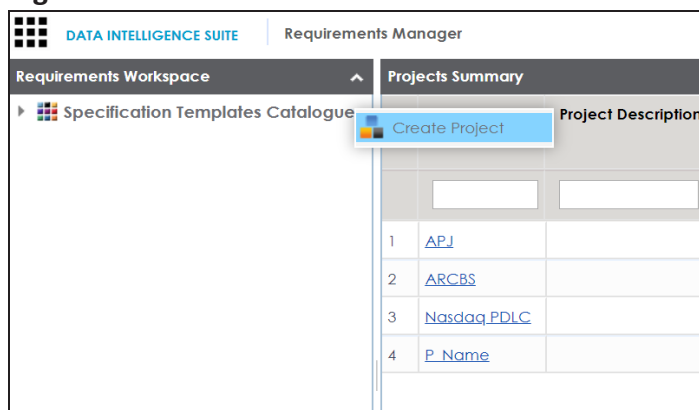 DATA INTELLIGENCE SUITE Requirements Manager
Requirements Workspace Projects Summary
Specification Templates Catalogue
Create Project Project Description
1 APJ
2 ARCBS
3 Nasdaq PDLC
4 P_Name